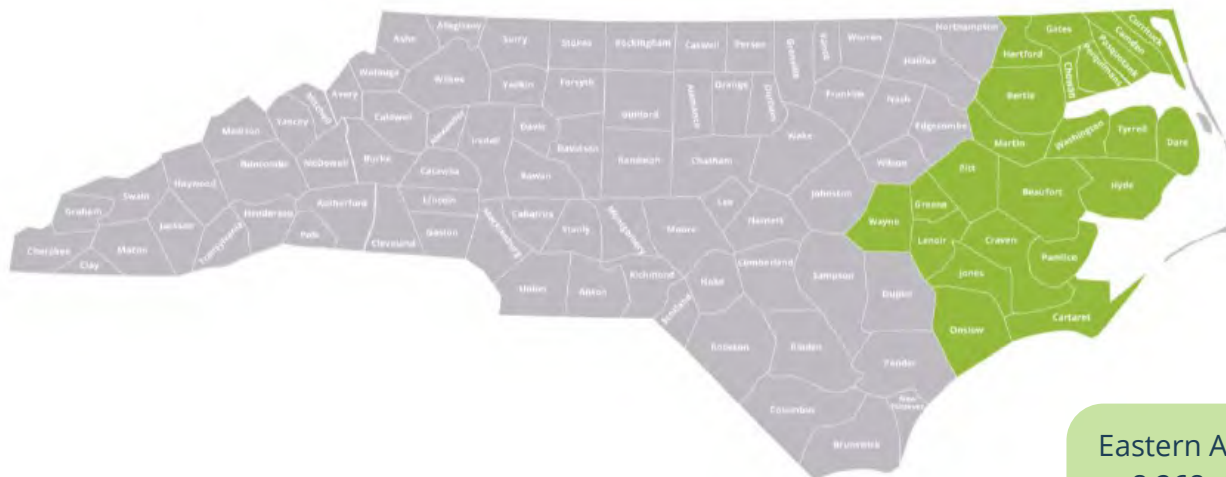 Alleghany
Northampton
Currituck
Ashe
Surry
Stokes
Rockingham
Caswell
Person
Granville
Vance
Warren
Gates
Camden
Pasquotank
Perquimans
Hertford
Halifax
Chowan
Watauga
Wilkes
Yadkin
Forsyth
Guilford
Alamance
Orange
Durham
Franklin
Nash
Bertie
Avery
Mitchell
Yancey
Caldwell
Alexander
Iredell
Davie
Edgecombe
Madison
Davidson
Wake
Martin
Washington
Tyrrell
Dare
Buncombe
McDowell
Burke
Catawba
Rowan
Randolph
Chatham
Wilson
Pitt
Swain
Haywood
Johnston
Beaufort
Hyde
Graham
Jackson
Henderson
Rutherford
Lincoln
Cabarrus
Lee
Greene
Wayne
Cherokee
Macon
Transylvania
Polk
Cleveland
Gaston
Mecklenburg
Stanly
Montgomery
Moore
Harnett
Lenoir
Craven
Clay
Pamlico
Union
Anson
Richmond
Hoke
Cumberland
Sampson
Duplin
Jones
Scotland
Onslow
Cartaret
Robeson
Bladen
Pender
Columbus
New
Hanover
Brunswick
Eastern A